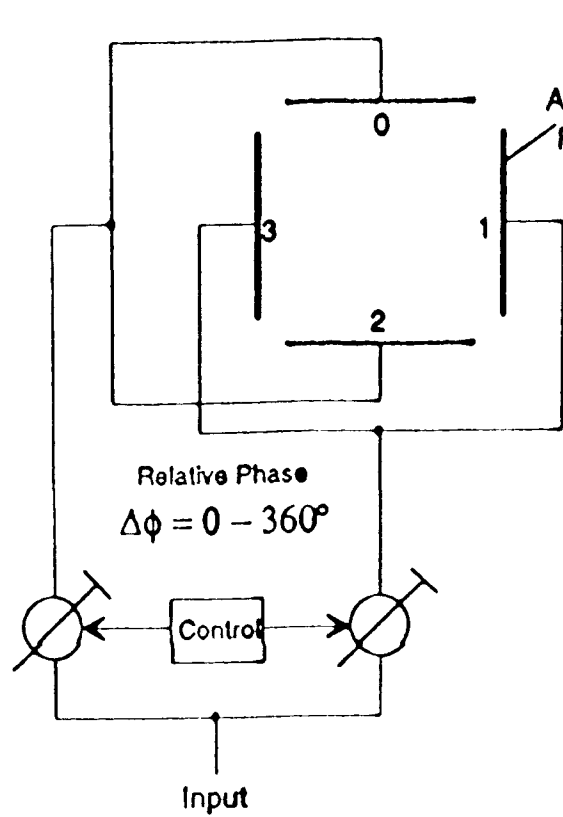 0
A
3
1
2
Relative Phase
Δϕ = 0 – 360°
Control
Input